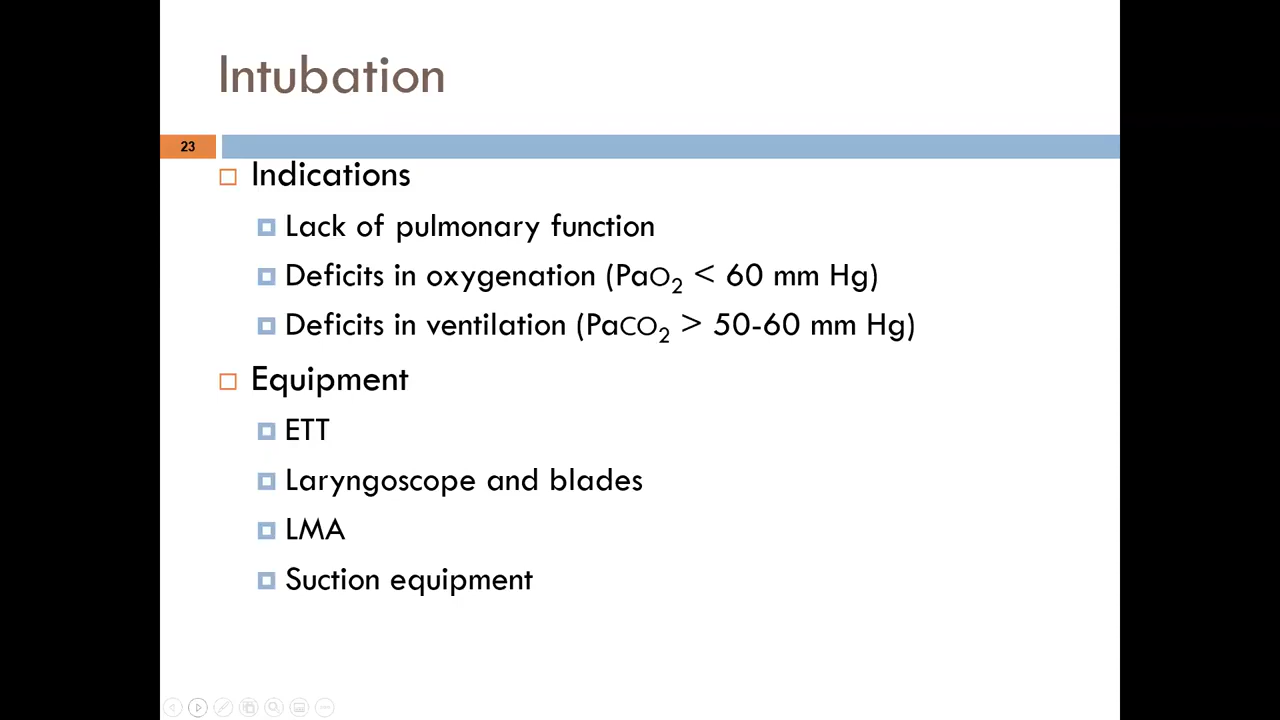 Intubation
23
Indications
Lack of pulmonary function
Deficits in oxygenation (PaO₂ < 60 mm Hg)
Deficits in ventilation (PaCO₂ > 50-60 mm Hg)
Equipment
ETT
Laryngoscope and blades
LMA
Suction equipment